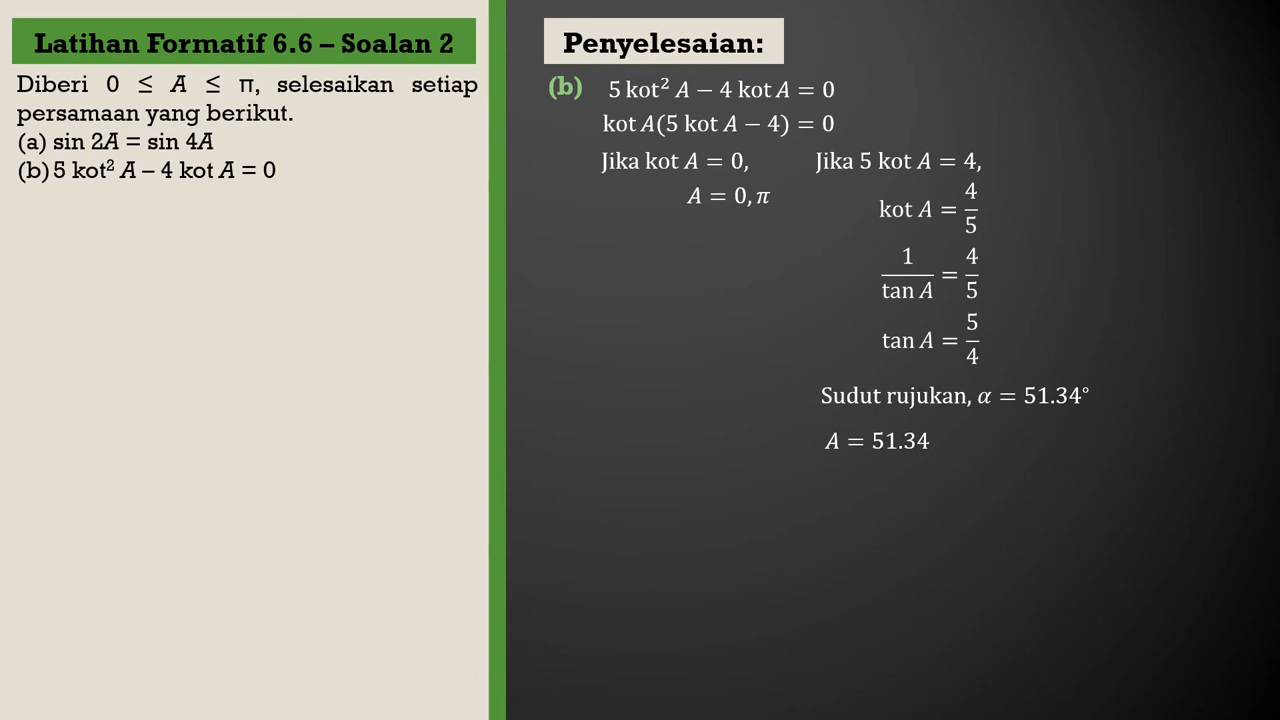 Latihan Formatif 6.6 – Soalan 2
Diberi 0 ≤ A ≤ π, selesaikan setiap
persamaan yang berikut.
(a) sin 2A = sin 4A
(b) 5 kot² A – 4 kot A = 0
Penyelesaian:
(b) 5 kot² A − 4 kot A = 0
kot A(5 kot A − 4) = 0
Jika kot A = 0,
A = 0, π
Jika 5 kot A = 4,
kot A = 4/5
1/tan A = 4/5
tan A = 5/4
Sudut rujukan, α = 51.34°
A = 51.34